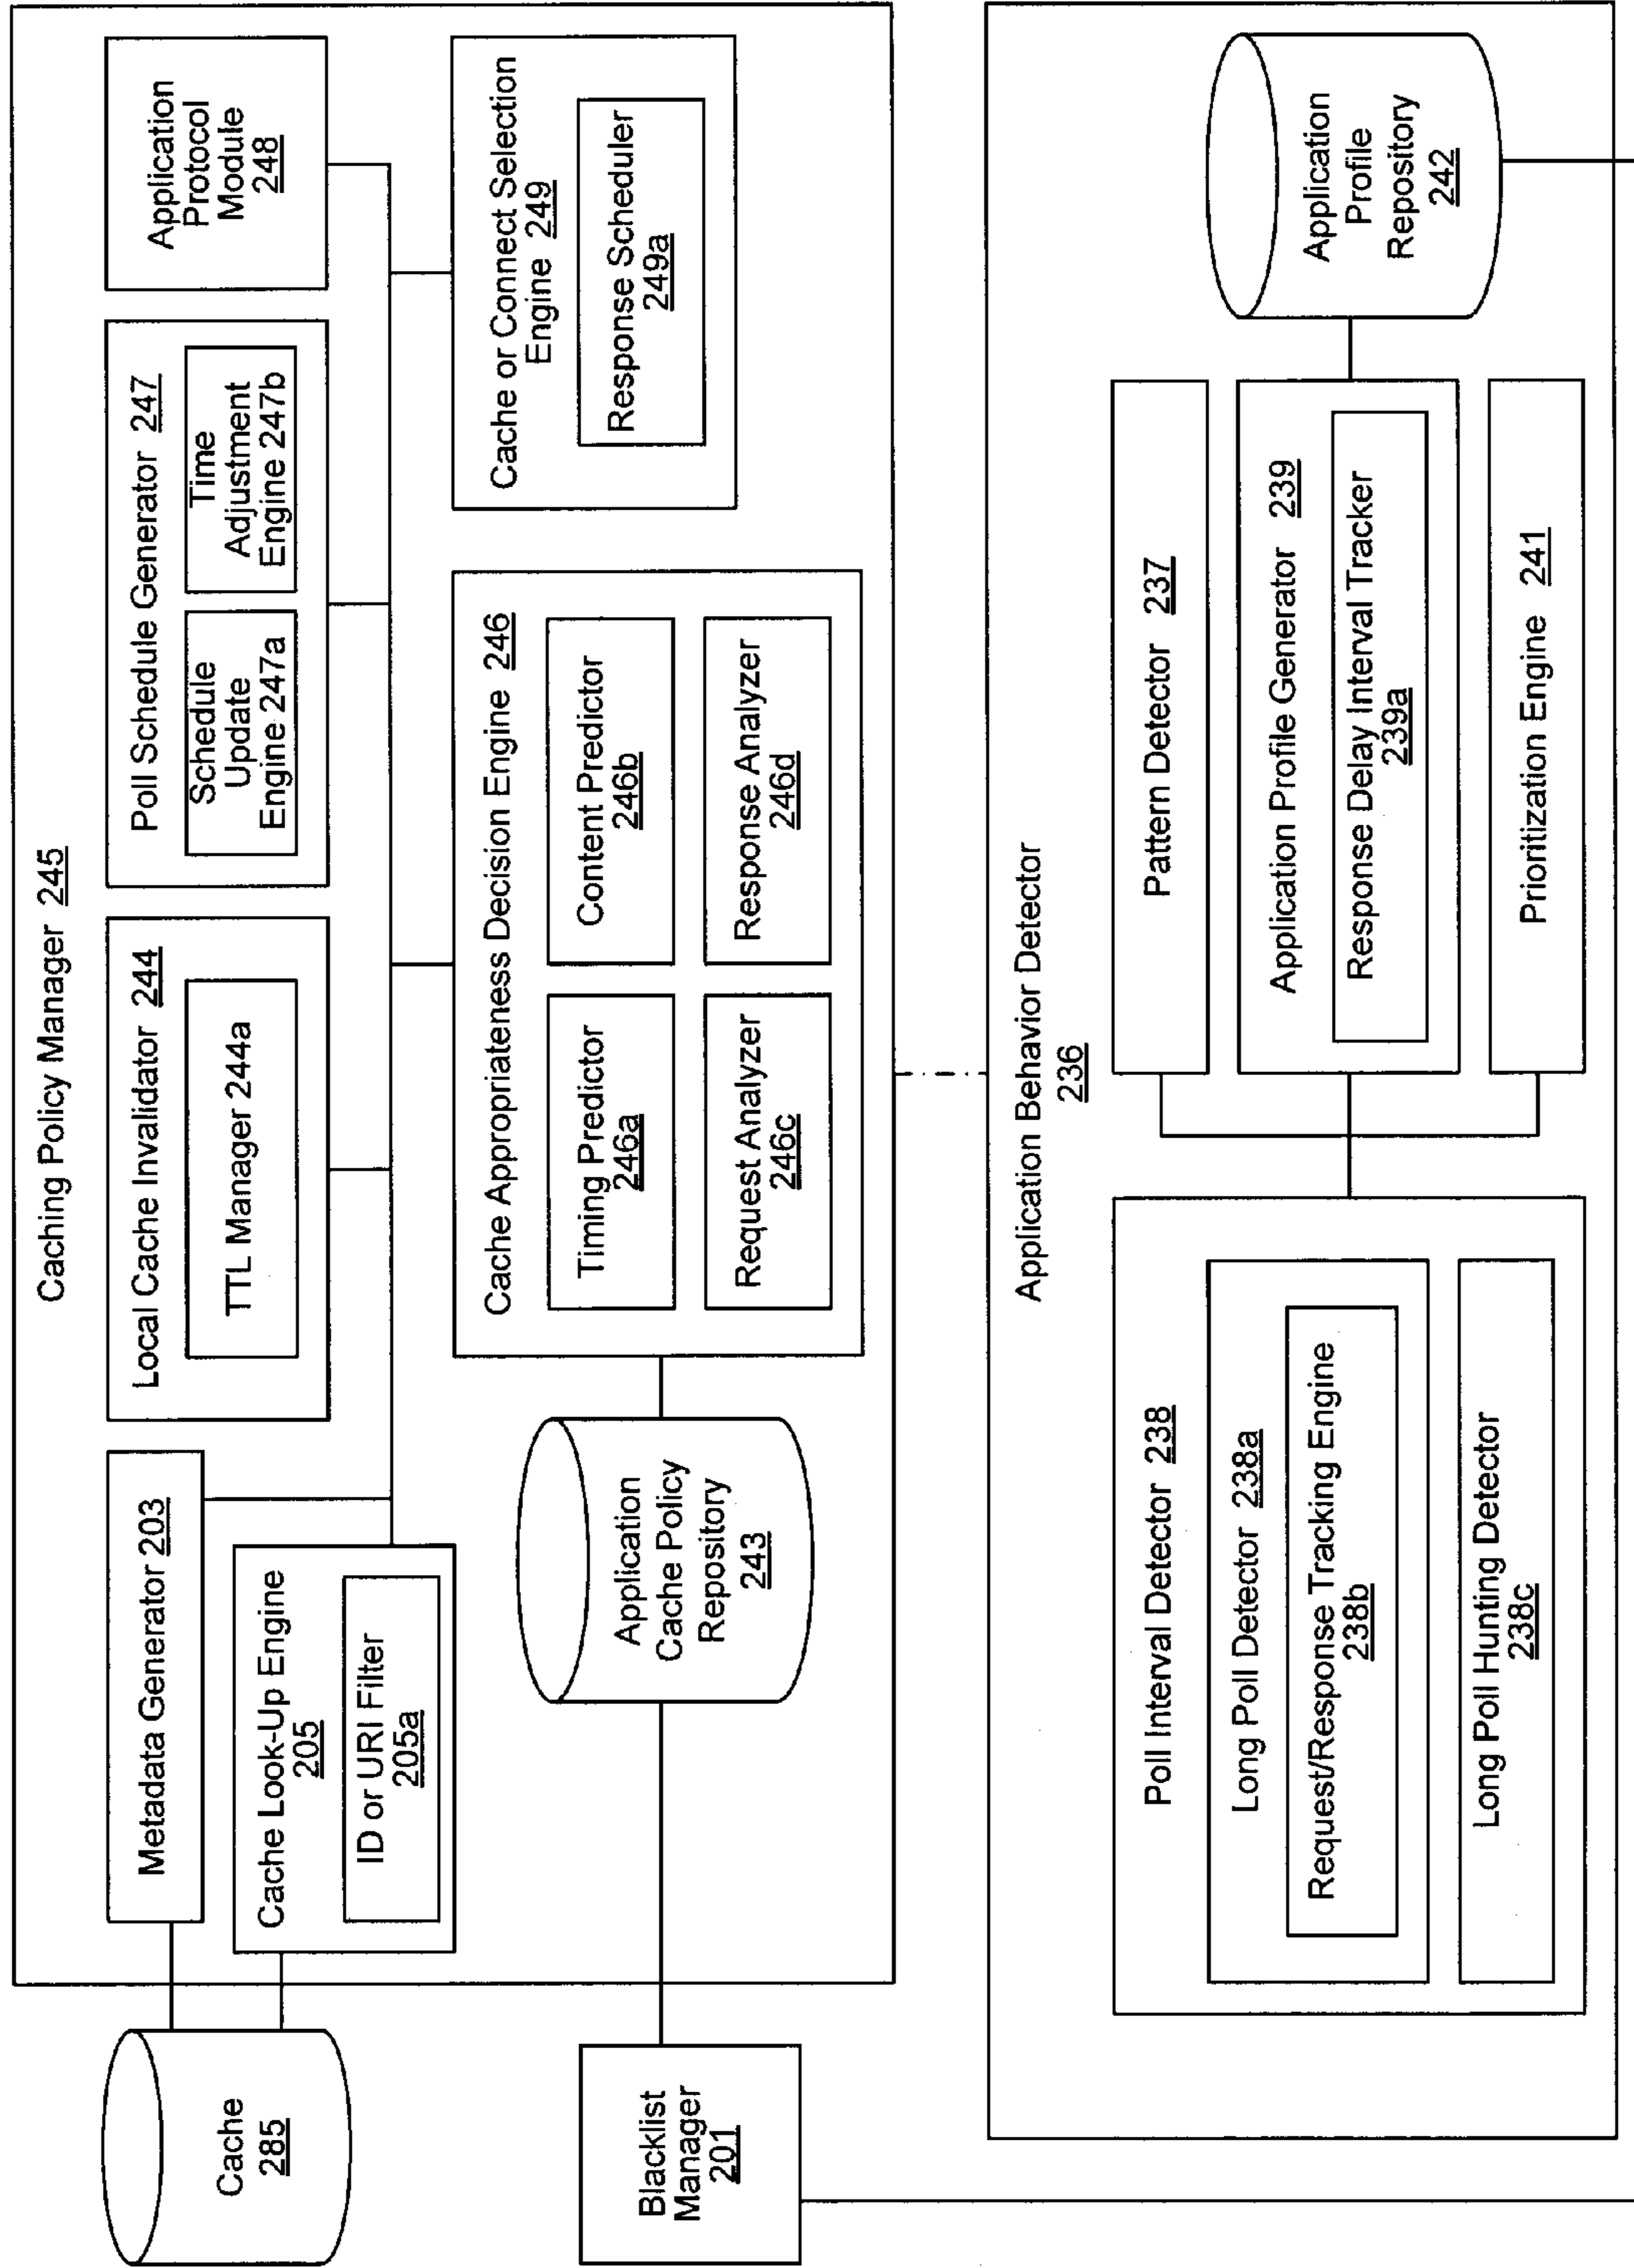 Caching Policy Manager 245
Cache
285
Metadata Generator 203
Cache Look-Up Engine
205
ID or URI Filter
205a
Local Cache Invalidator 244
TTL Manager 244a
Poll Schedule Generator 247
Schedule
Update
Engine 247a
Time
Adjustment
Engine 247b
Application
Protocol
Module
248
Blacklist
Manager
201
Application
Cache Policy
Repository
243
Cache Appropriateness Decision Engine 246
Timing Predictor
246a
Content Predictor
246b
Request Analyzer
246c
Response Analyzer
246d
Cache or Connect Selection
Engine 249
Response Scheduler
249a
Application Behavior Detector
236
Poll Interval Detector 238
Long Poll Detector 238a
Request/Response Tracking Engine
238b
Long Poll Hunting Detector
238c
Pattern Detector 237
Application Profile Generator 239
Response Delay Interval Tracker
239a
Prioritization Engine 241
Application
Profile
Repository
242